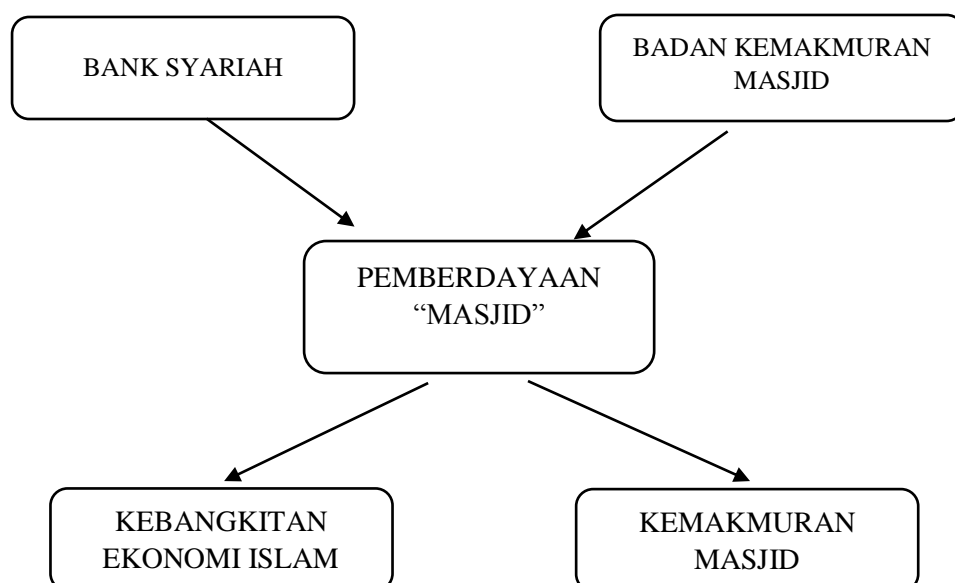 BANK SYARIAH
BADAN KEMAKMURAN
MASJID
PEMBERDAYAAN
“MASJID”
KEBANGKITAN
EKONOMI ISLAM
KEMAKMURAN
MASJID